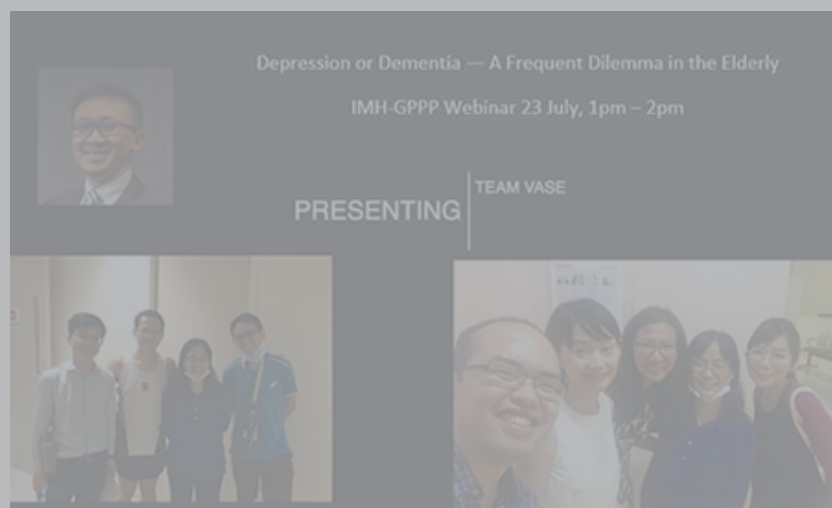 Depression or Dementia — A Frequent Dilemma in the Elderly
IMH-GPPP Webinar 23 July, 1pm – 2pm
PRESENTING
TEAM VASE